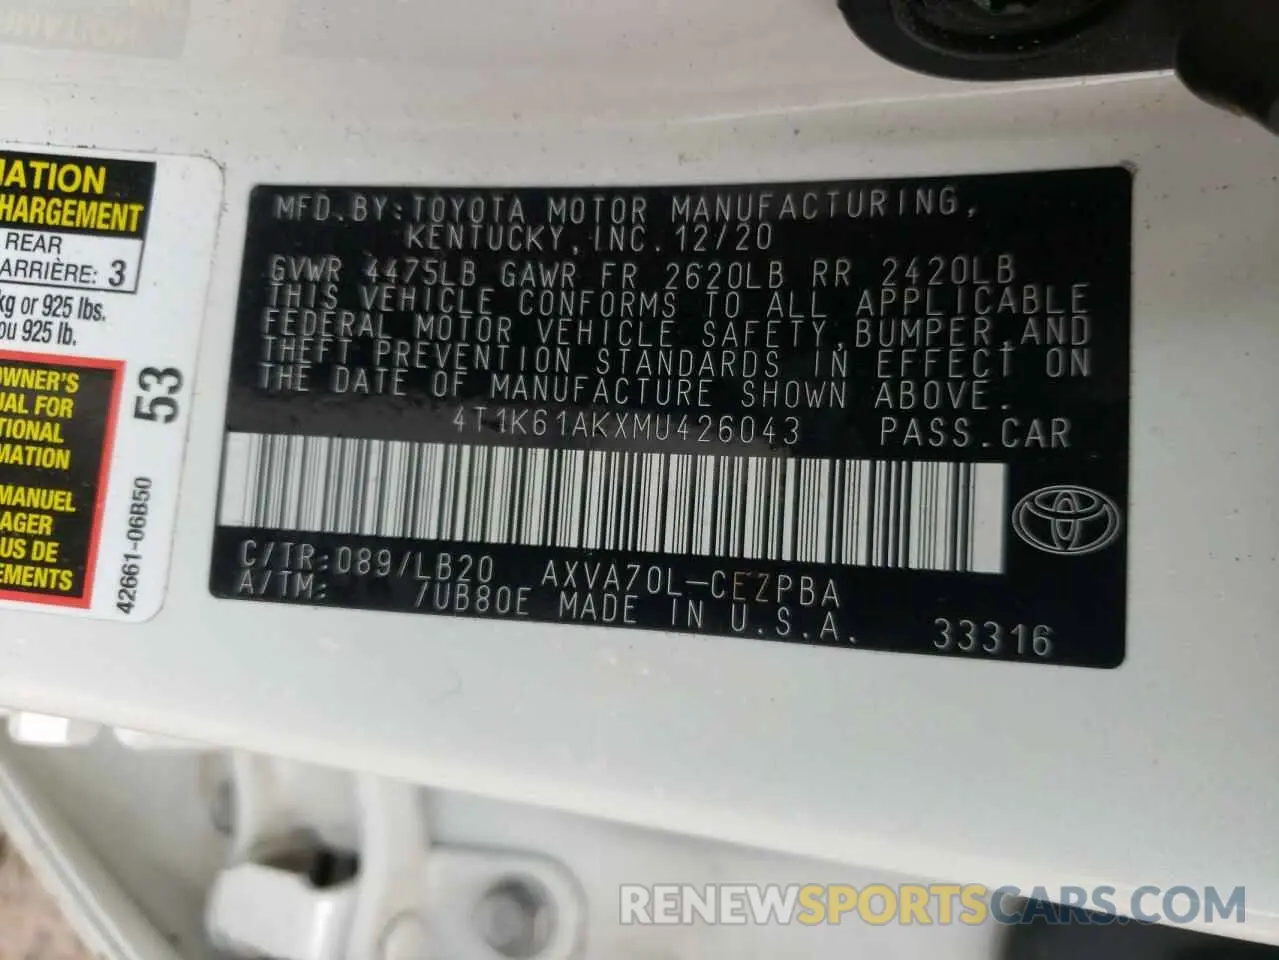 MATION
CHARGEMENT
REAR
ARRIÈRE: 3
kg or 925 lbs.
ou 925 lb.
OWNER'S
UAL FOR
TIONAL
MATION
MANUEL
AGER
US DE
EMENTS
53
42661-06B50
MFD.BY:TOYOTA MOTOR MANUFACTURING,
KENTUCKY,INC.12/20
GVWR 4475LB GAWR FR 2620LB RR 2420LB
THIS VEHICLE CONFORMS TO ALL APPLICABLE
FEDERAL MOTOR VEHICLE SAFETY,BUMPER,AND
THEFT PREVENTION STANDARDS IN EFFECT ON
THE DATE OF MANUFACTURE SHOWN ABOVE.
4T1K61AKXMU426043 PASS.CAR
C/TR:089/LB20 AXVA70L-CEZPBA
A/TM: /UB80E MADE IN U.S.A. 33316
RENEWSPORTSCARS.COM